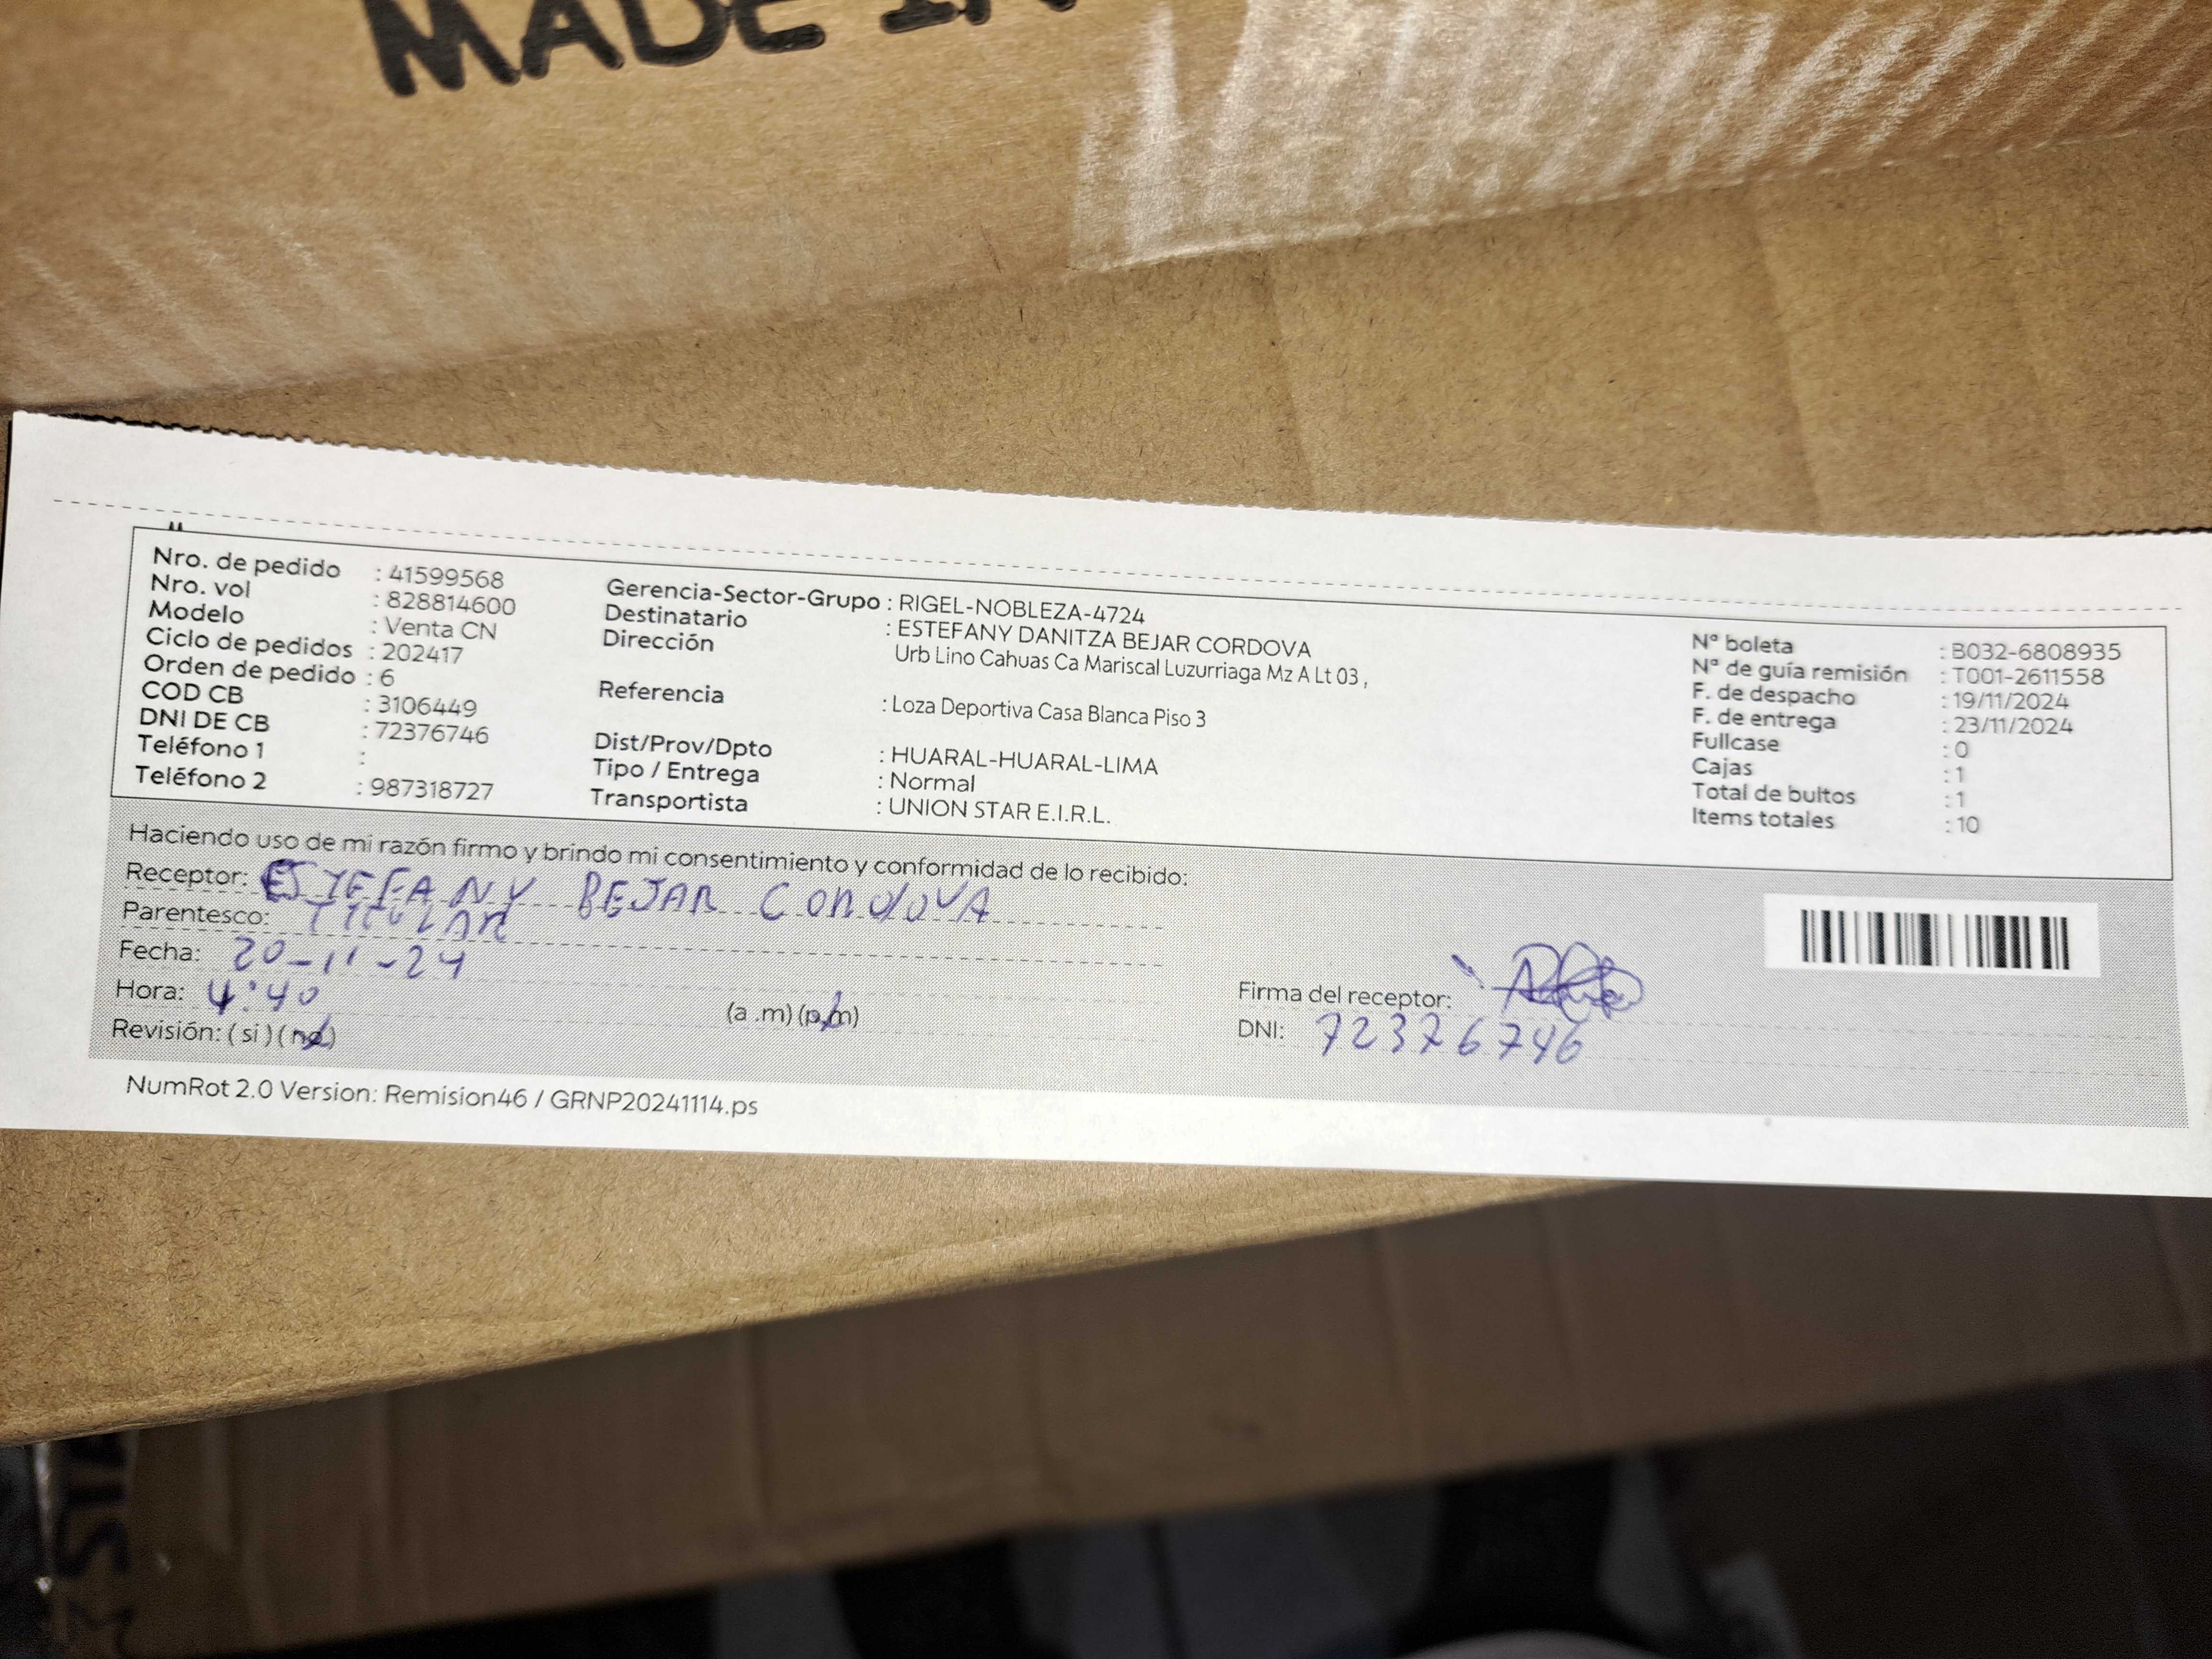 MADE IN
Nro. de pedido : 41599568
Nro. vol : 828814600
Modelo : Venta CN
Ciclo de pedidos : 202417
Orden de pedido : 6
COD CB : 3106449
DNI DE CB : 72376746
Teléfono 1 :
Teléfono 2 : 987318727
Gerencia-Sector-Grupo : RIGEL-NOBLEZA-4724
Destinatario : ESTEFANY DANITZA BEJAR CORDOVA
Dirección Urb Lino Cahuas Ca Mariscal Luzurriaga Mz A Lt 03 ,
Referencia : Loza Deportiva Casa Blanca Piso 3
Dist/Prov/Dpto : HUARAL-HUARAL-LIMA
Tipo / Entrega : Normal
Transportista : UNION STAR E.I.R.L.
Nº boleta : B032-6808935
Nº de guía remisión : T001-2611558
F. de despacho : 19/11/2024
F. de entrega : 23/11/2024
Fullcase : 0
Cajas : 1
Total de bultos : 1
Items totales : 10
Haciendo uso de mi razón firmo y brindo mi consentimiento y conformidad de lo recibido:
Receptor: ESTEFANY BEJAR CORDOVA
Parentesco: TITULAR
Fecha: 20-11-24
Hora: 4:40 (a .m) (p.m)
Revisión: ( si ) ( no )
Firma del receptor:
DNI: 72376746
NumRot 2.0 Version: Remision46 / GRNP20241114.ps